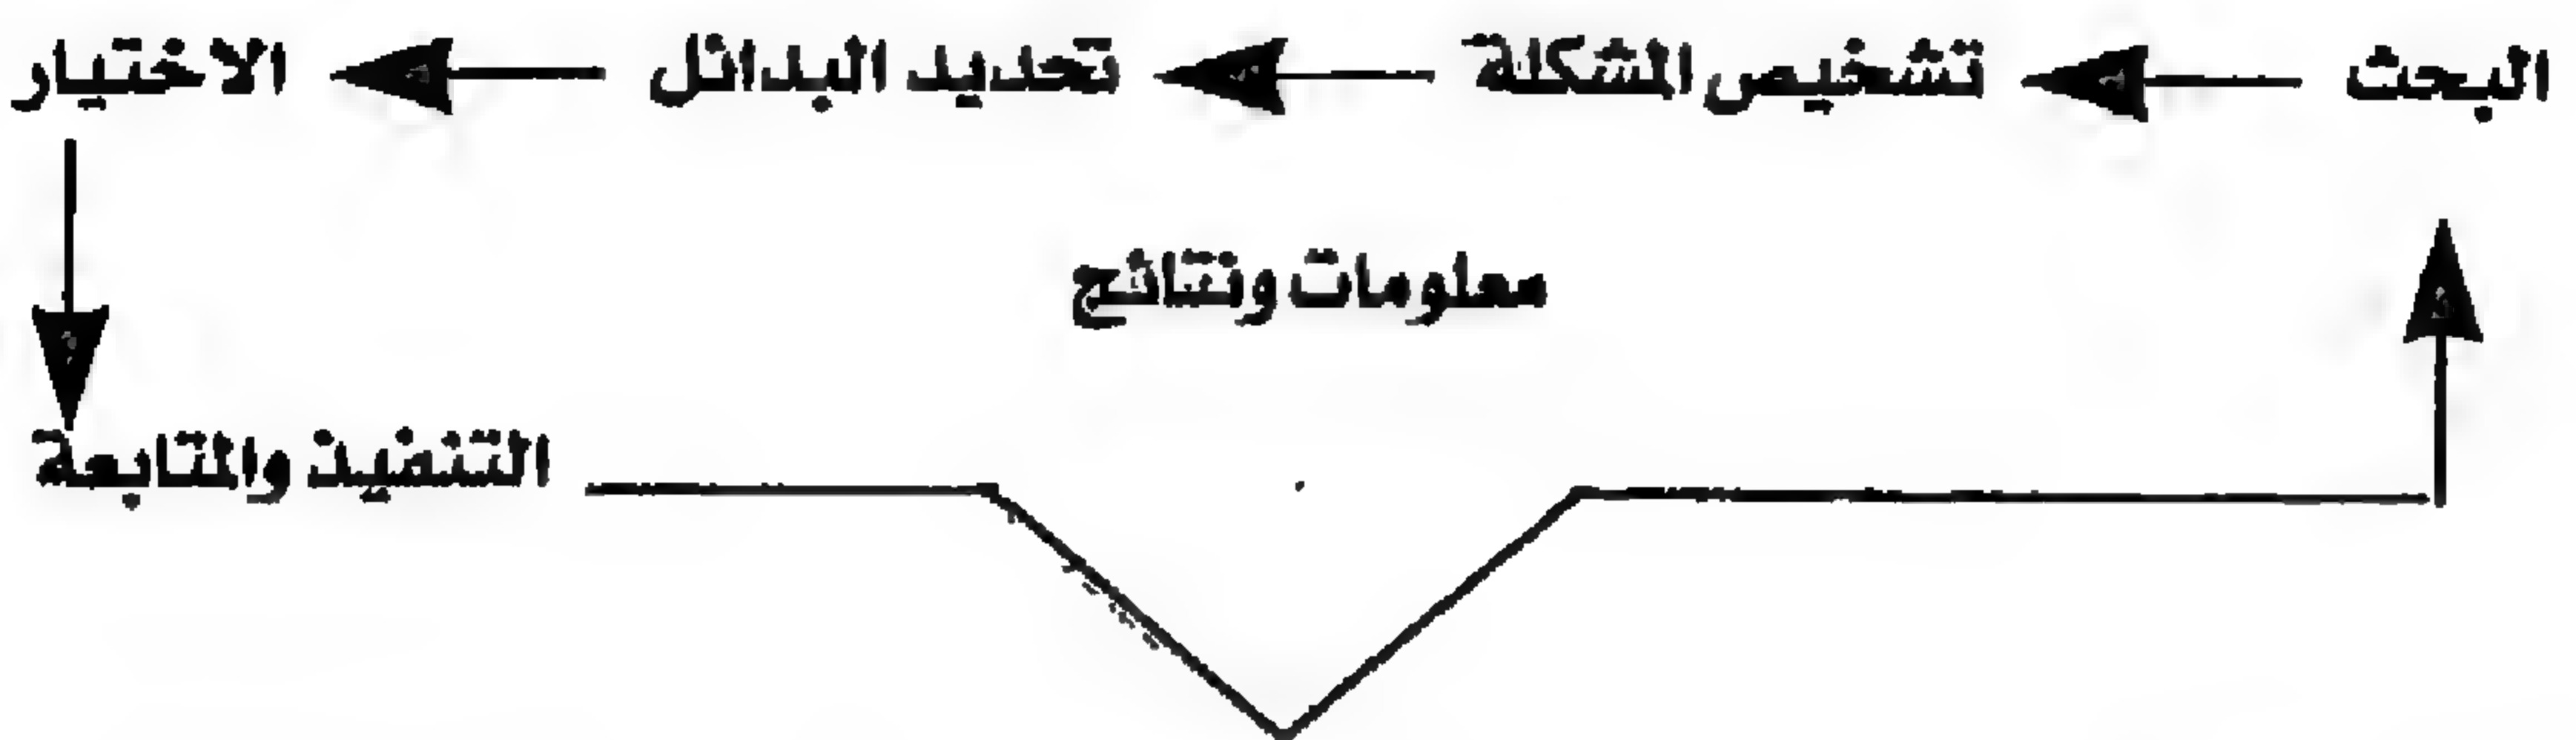 البحث تشخيص المشكلة تحديد البدائل الاختيار
معلومات ونتائج
التنفيذ والمتابعة